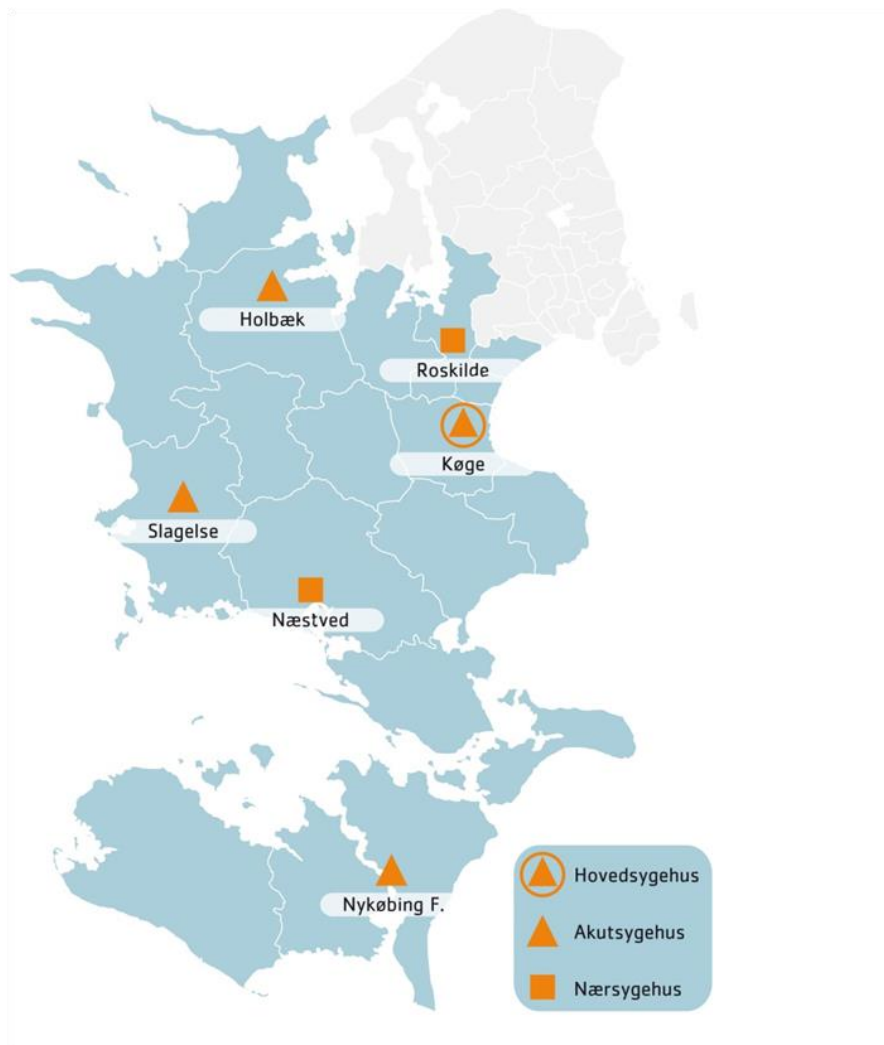 Holbæk
Roskilde
Køge
Slagelse
Næstved
Nykøbing F.
Hovedsygehus
Akutsygehus
Nærsygehus